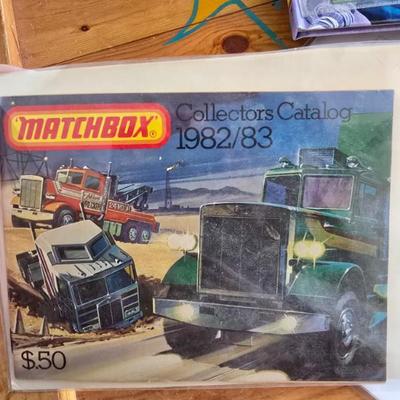 MATCHBOX®
Collectors Catalog
1982/83
$.50